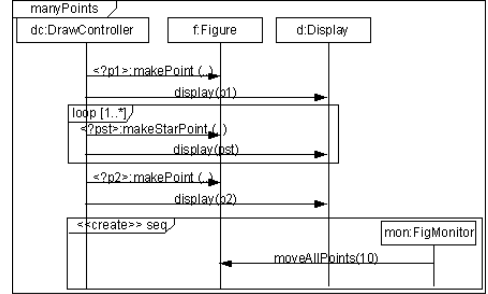 manyPoints
dc:DrawController f:Figure d:Display
<?p1>:makePoint (..)
display(p1)
loop [1..*]
<?pst>:makeStarPoint (..)
display(pst)
<?p2>:makePoint (..)
display(p2)
<<create>> seq
mon:FigMonitor
moveAllPoints(10)